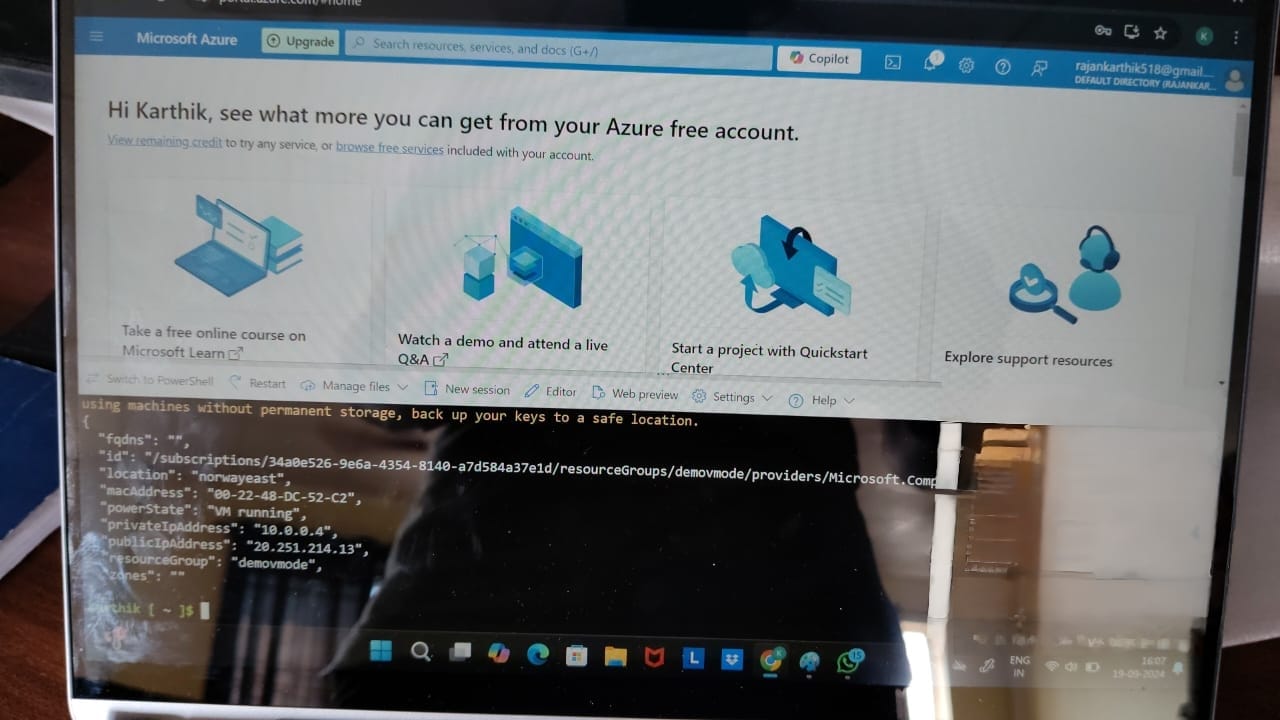 portal.azure.com/#home
Microsoft Azure
Upgrade
Search resources, services, and docs (G+/)
Copilot
rajankarthik518@gmail....
DEFAULT DIRECTORY (RAJANKAR...
K
Hi Karthik, see what more you can get from your Azure free account.
View remaining credit to try any service, or browse free services included with your account.
Take a free online course on
Microsoft Learn
Watch a demo and attend a live
Q&A
Start a project with Quickstart
Center
Explore support resources
Switch to PowerShell Restart Manage files New session Editor Web preview Settings Help
using machines without permanent storage, back up your keys to a safe location.
{
"fqdns": "",
"id": "/subscriptions/34a0e526-9e6a-4354-8140-a7d584a37e1d/resourceGroups/demovmode/providers/Microsoft.Comp
"location": "norwayeast",
"macAddress": "00-22-48-DC-52-C2",
"powerState": "VM running",
"privateIpAddress": "10.0.0.4",
"publicIpAddress": "20.251.214.13",
"resourceGroup": "demovmode",
"zones": ""
karthik [ ~ ]$
L
15
ENG
IN
16:07
19-09-2024